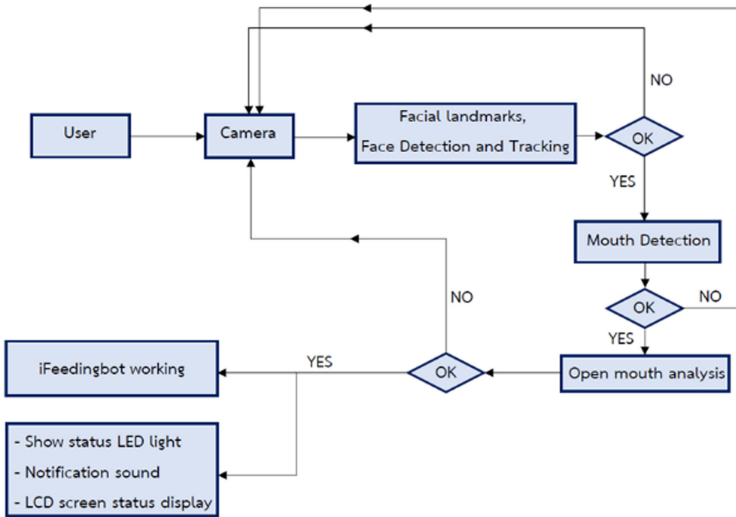 NO
User
Camera
Facial landmarks,
Face Detection and Tracking
OK
YES
Mouth Detection
OK
NO
YES
NO
iFeedingbot working
YES
OK
Open mouth analysis
- Show status LED light
- Notification sound
- LCD screen status display